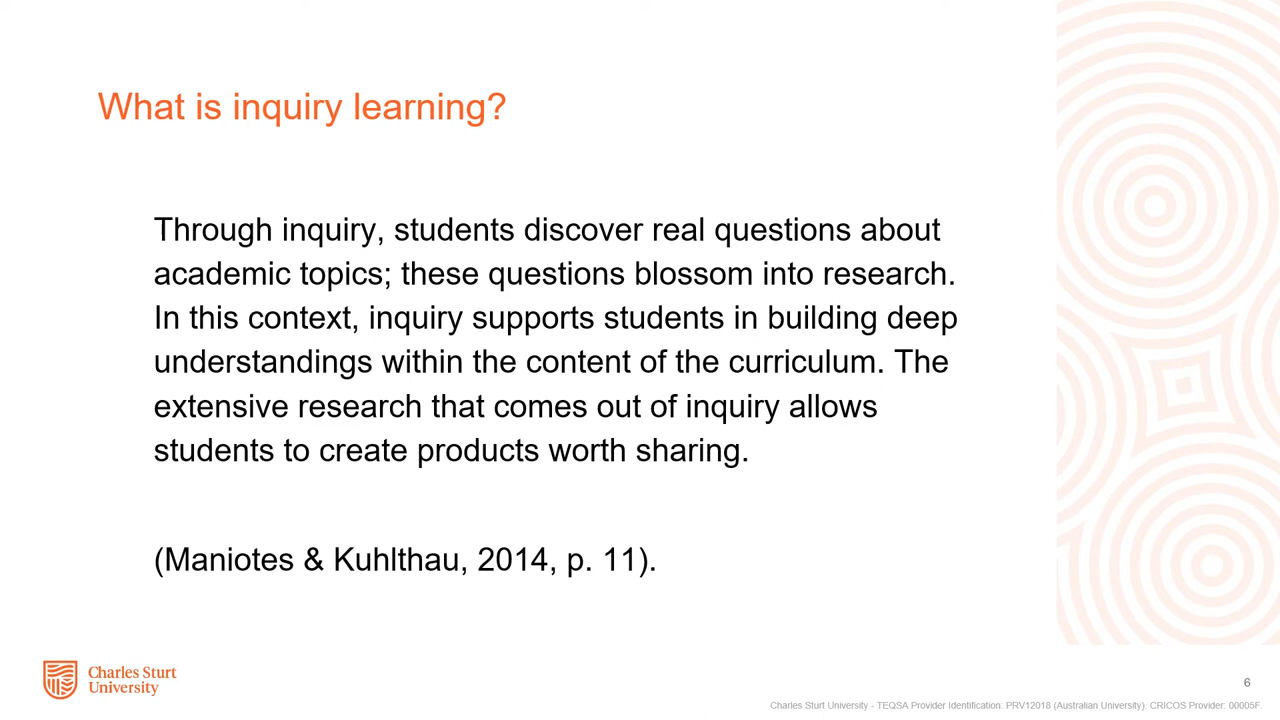 What is inquiry learning?
Through inquiry, students discover real questions about
academic topics; these questions blossom into research.
In this context, inquiry supports students in building deep
understandings within the content of the curriculum. The
extensive research that comes out of inquiry allows
students to create products worth sharing.
(Maniotes & Kuhlthau, 2014, p. 11).
Charles Sturt
University
6
Charles Sturt University - TEQSA Provider Identification: PRV12018 (Australian University). CRICOS Provider: 00005F.